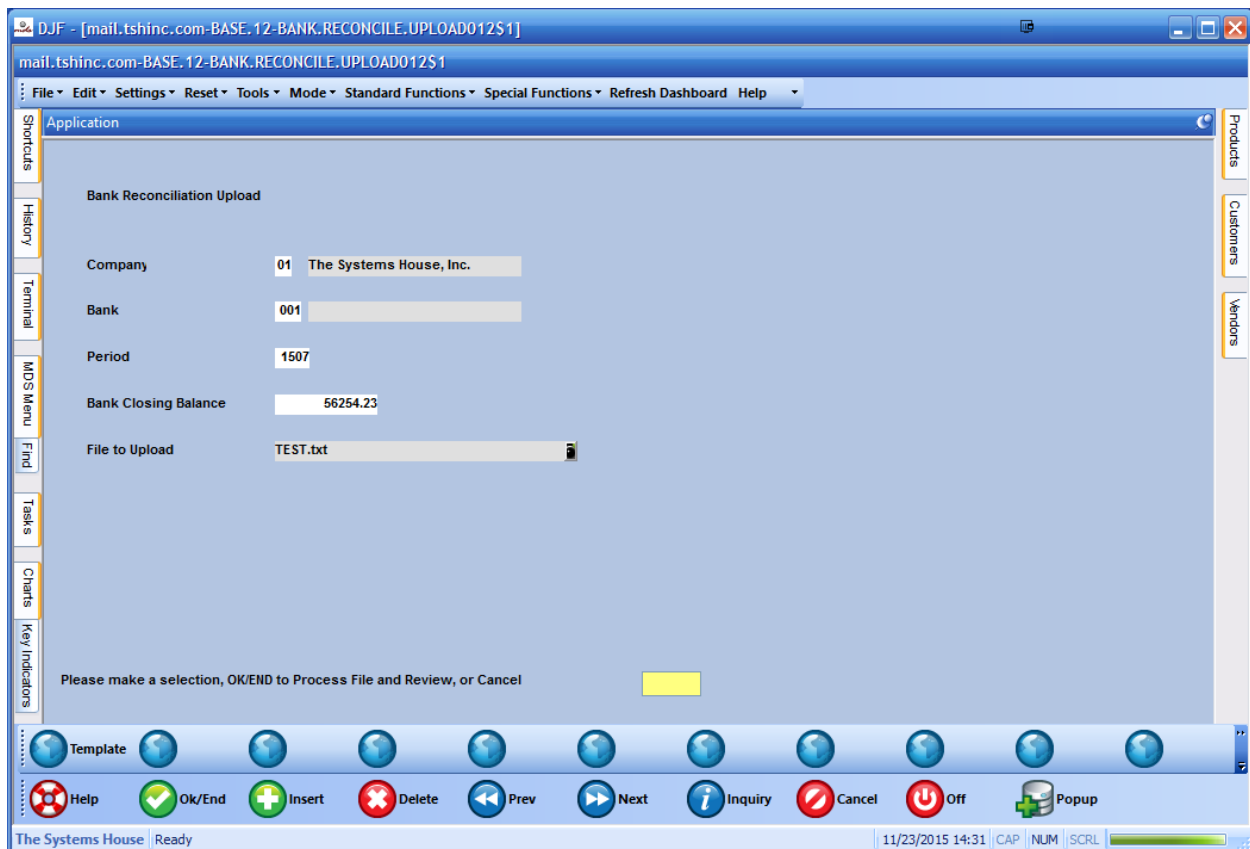 DJF - [mail.tshinc.com-BASE.12-BANK.RECONCILE.UPLOAD012$1]
mail.tshinc.com-BASE.12-BANK.RECONCILE.UPLOAD012$1
File Edit Settings Reset Tools Mode Standard Functions Special Functions Refresh Dashboard Help
Application
Shortcuts
History
Terminal
MDS Menu
Find
Tasks
Charts
Key Indicators
Products
Customers
Vendors
Bank Reconciliation Upload
Company 01 The Systems House, Inc.
Bank 001
Period 1507
Bank Closing Balance 56254.23
File to Upload TEST.txt
Please make a selection, OK/END to Process File and Review, or Cancel
Template
Help Ok/End Insert Delete Prev Next Inquiry Cancel Off Popup
The Systems House Ready 11/23/2015 14:31 CAP NUM SCRL